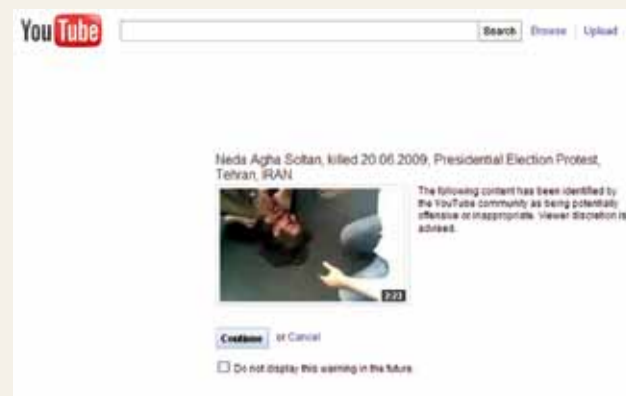 You Tube
Search Browse Upload
Neda Agha Soltan, killed 20.06.2009, Presidential Election Protest,
Tehran, IRAN
The following content has been identified by
the YouTube community as being potentially
offensive or inappropriate. Viewer discretion is
advised.
2:23
Continue or Cancel
Do not display this warning in the future.